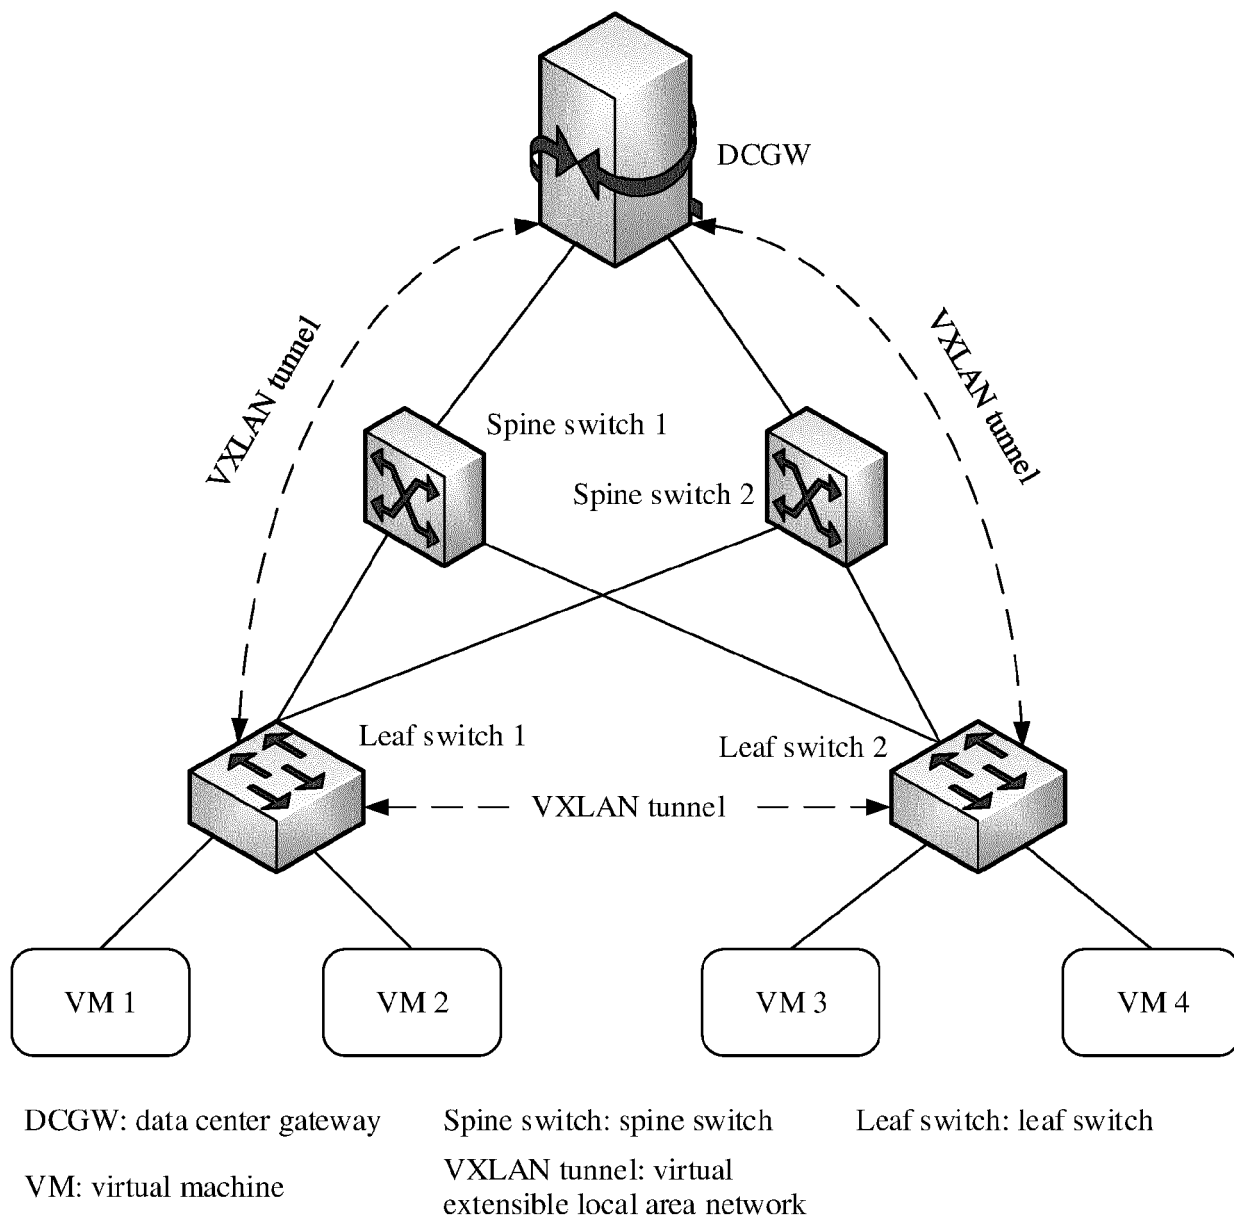 DCGW
VXLAN tunnel
VXLAN tunnel
Spine switch 1
Spine switch 2
Leaf switch 1
Leaf switch 2
VXLAN tunnel
VM 1
VM 2
VM 3
VM 4
DCGW: data center gateway
Spine switch: spine switch
Leaf switch: leaf switch
VM: virtual machine
VXLAN tunnel: virtual
extensible local area network